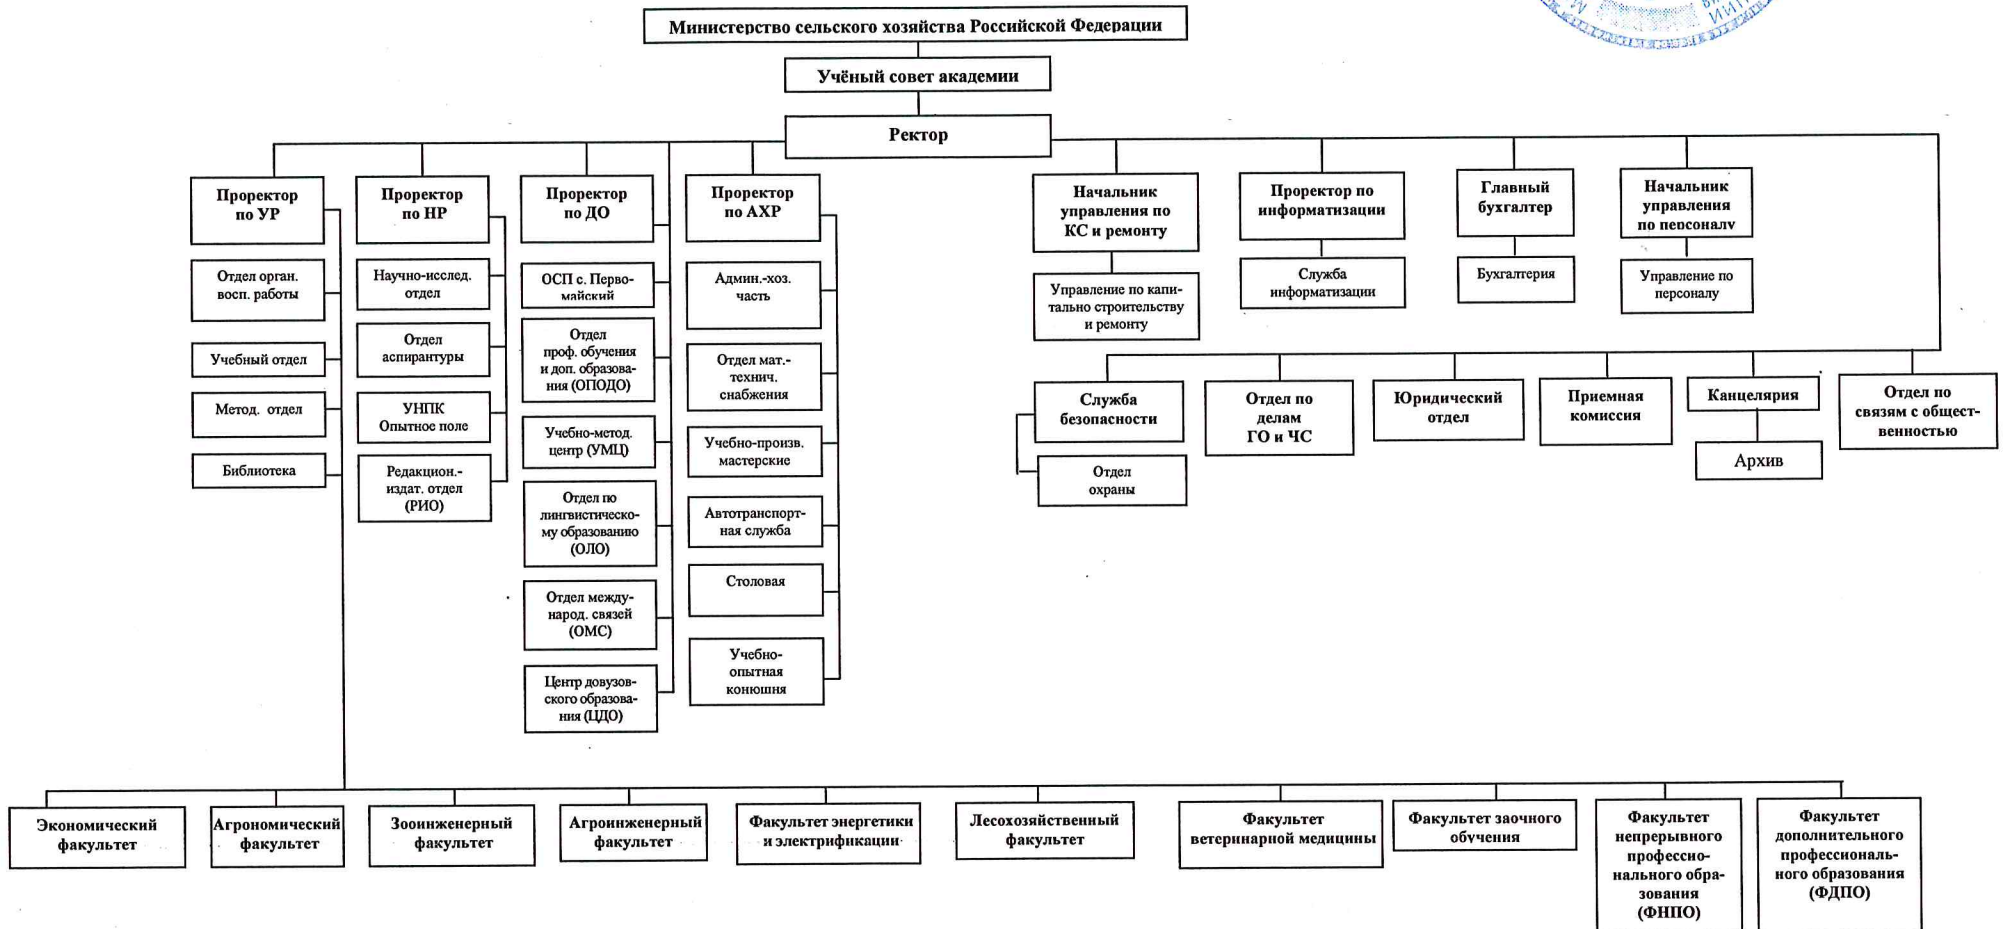 Министерство сельского хозяйства Российской Федерации
Учёный совет академии
Ректор
Проректор
по УР
Отдел орган.
восп. работы
Учебный отдел
Метод. отдел
Библиотека
Проректор
по НР
Научно-исслед.
отдел
Отдел
аспирантуры
УНПК
Опытное поле
Редакцион.-
издат. отдел
(РИО)
Проректор
по ДО
ОСП с. Перво-
майский
Отдел
проф. обучения
и доп. образова-
ния (ОПОДО)
Учебно-метод.
центр (УМЦ)
Отдел по
лингвистическо-
му образованию
(ОЛО)
Отдел между-
народ. связей
(ОМС)
Центр довузов-
ского образова-
ния (ЦДО)
Проректор
по АХР
Админ.-хоз.
часть
Отдел мат.-
технич.
снабжения
Учебно-произв.
мастерские
Автотранспорт-
ная служба
Столовая
Учебно-
опытная
конюшня
Начальник
управления по
КС и ремонту
Управление по капи-
тально строительству
и ремонту
Проректор по
информатизации
Служба
информатизации
Главный
бухгалтер
Бухгалтерия
Начальник
управления
по персоналу
Управление по
персоналу
Служба
безопасности
Отдел
охраны
Отдел по
делам
ГО и ЧС
Юридический
отдел
Приемная
комиссия
Канцелярия
Архив
Отдел по
связям с общест-
венностью
Экономический
факультет
Агрономический
факультет
Зооинженерный
факультет
Агроинженерный
факультет
Факультет энергетики
и электрификации
Лесохозяйственный
факультет
Факультет
ветеринарной медицины
Факультет заочного
обучения
Факультет
непрерывного
профессио-
нального обра-
зования
(ФНПО)
Факультет
дополнительного
профессиональ-
ного образования
(ФДПО)